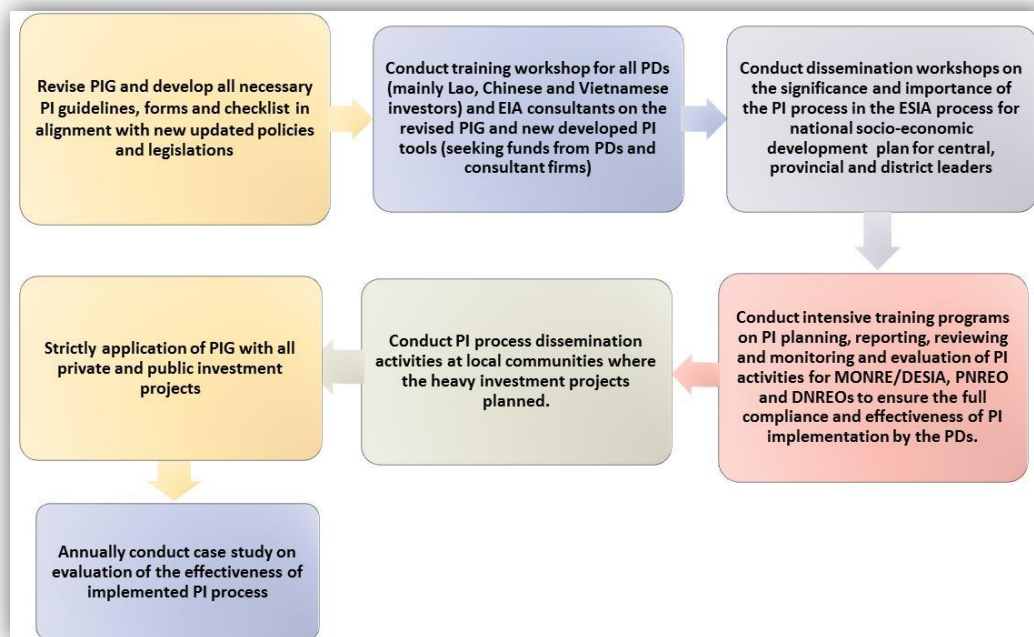 Revise PIG and develop all necessary
PI guidelines, forms and checklist in
alignment with new updated policies
and legislations
Conduct training workshop for all PDs
(mainly Lao, Chinese and Vietnamese
investors) and EIA consultants on the
revised PIG and new developed PI
tools (seeking funds from PDs and
consultant firms)
Conduct dissemination workshops on
the significance and importance of
the PI process in the ESIA process for
national socio-economic
development plan for central,
provincial and district leaders
Conduct intensive training programs
on PI planning, reporting, reviewing
and monitoring and evaluation of PI
activities for MONRE/DESIA, PNREO
and DNREOs to ensure the full
compliance and effectiveness of PI
implementation by the PDs.
Conduct PI process dissemination
activities at local communities where
the heavy investment projects
planned.
Strictly application of PIG with all
private and public investment
projects
Annually conduct case study on
evaluation of the effectiveness of
implemented PI process